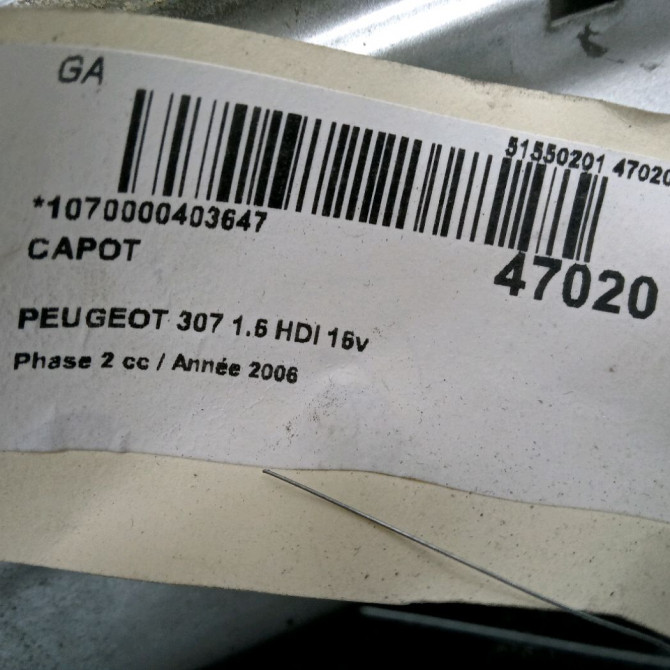 GA
51550201 47020
*1070000403647
CAPOT
47020
PEUGEOT 307 1.6 HDI 16v
Phase 2 cc / Année 2006